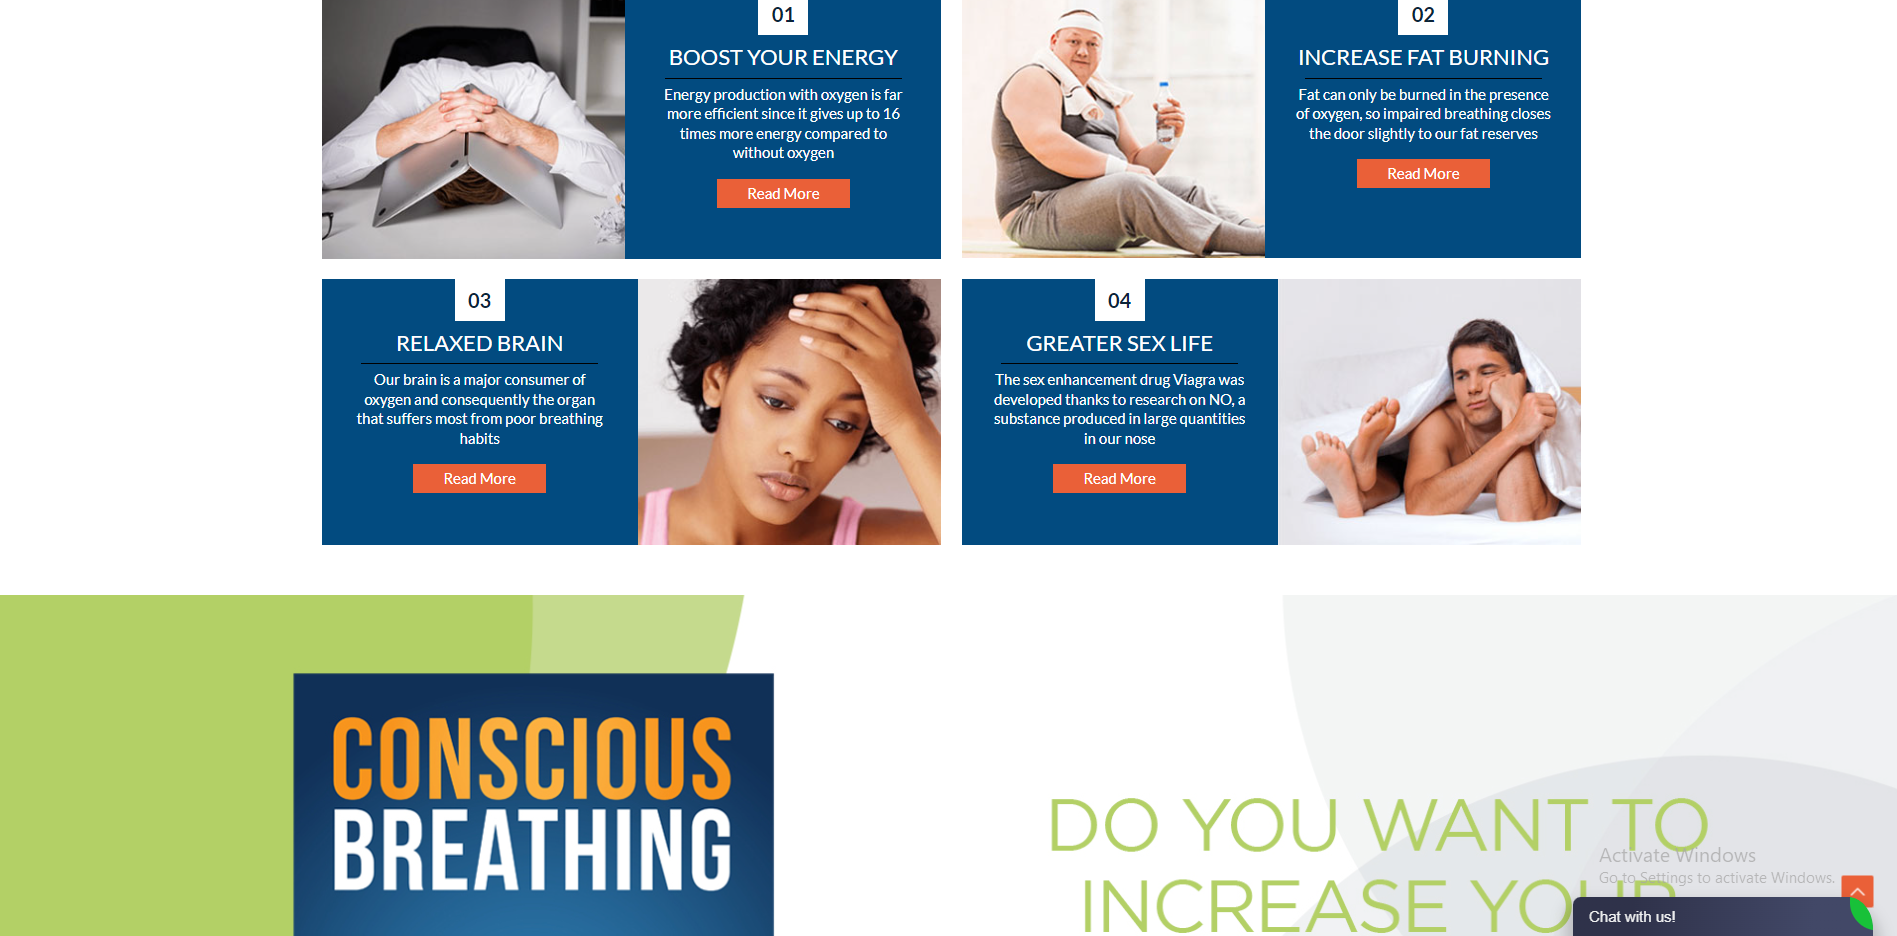 01
BOOST YOUR ENERGY
Energy production with oxygen is far
more efficient since it gives up to 16
times more energy compared to
without oxygen
Read More
02
INCREASE FAT BURNING
Fat can only be burned in the presence
of oxygen, so impaired breathing closes
the door slightly to our fat reserves
Read More
03
RELAXED BRAIN
Our brain is a major consumer of
oxygen and consequently the organ
that suffers most from poor breathing
habits
Read More
04
GREATER SEX LIFE
The sex enhancement drug Viagra was
developed thanks to research on NO, a
substance produced in large quantities
in our nose
Read More
CONSCIOUS
BREATHING
DO YOU WANT TO
INCREASE YOUR
Activate Windows
Go to Settings to activate Windows.
Chat with us!